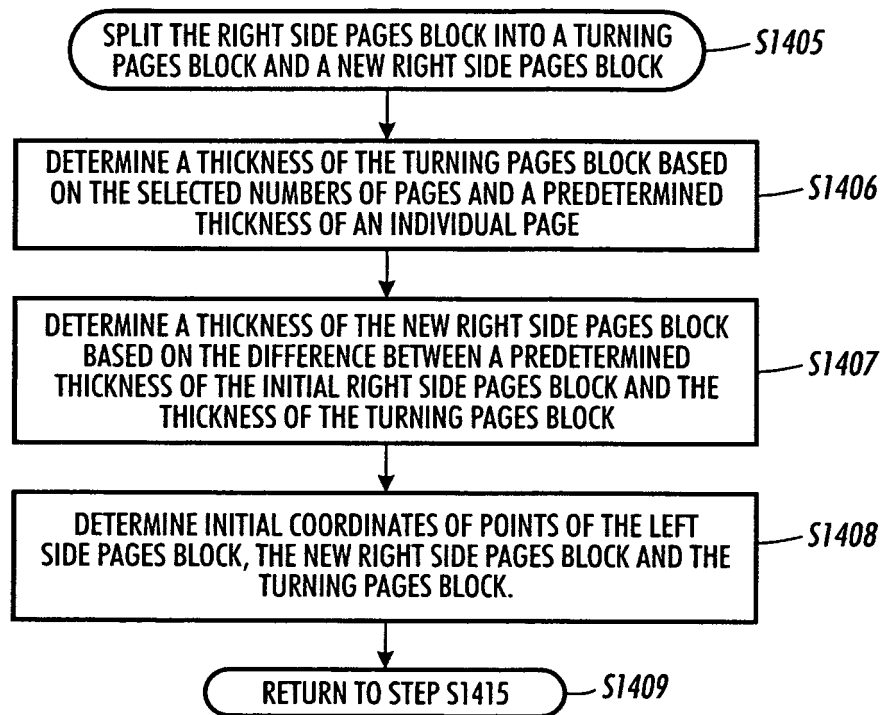 SPLIT THE RIGHT SIDE PAGES BLOCK INTO A TURNING
PAGES BLOCK AND A NEW RIGHT SIDE PAGES BLOCK
S1405
DETERMINE A THICKNESS OF THE TURNING PAGES BLOCK BASED
ON THE SELECTED NUMBERS OF PAGES AND A PREDETERMINED
THICKNESS OF AN INDIVIDUAL PAGE
S1406
DETERMINE A THICKNESS OF THE NEW RIGHT SIDE PAGES BLOCK
BASED ON THE DIFFERENCE BETWEEN A PREDETERMINED
THICKNESS OF THE INITIAL RIGHT SIDE PAGES BLOCK AND THE
THICKNESS OF THE TURNING PAGES BLOCK
S1407
DETERMINE INITIAL COORDINATES OF POINTS OF THE LEFT
SIDE PAGES BLOCK, THE NEW RIGHT SIDE PAGES BLOCK AND THE
TURNING PAGES BLOCK.
S1408
RETURN TO STEP S1415
S1409